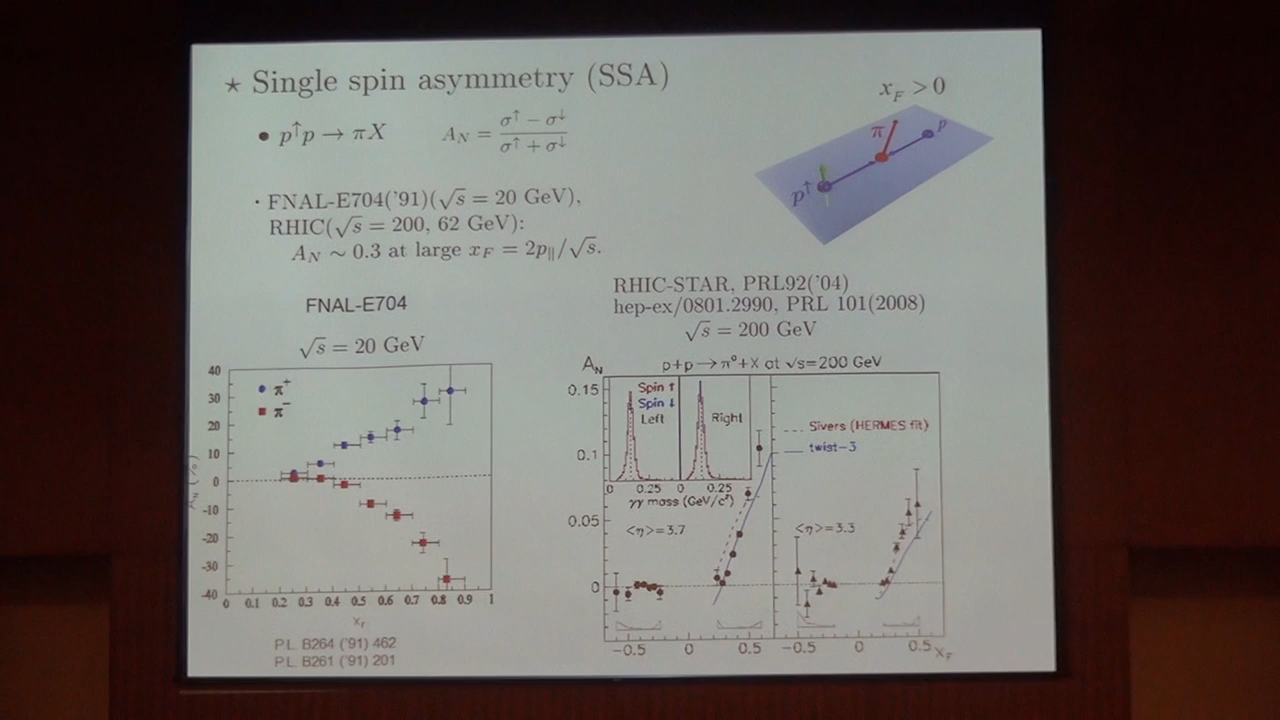 ⋆ Single spin asymmetry (SSA)
x_F > 0
• p↑p → πX A_N = (σ↑ − σ↓)/(σ↑ + σ↓)
π
p
p↑
· FNAL-E704('91)(√s = 20 GeV),
RHIC(√s = 200, 62 GeV):
A_N ∼ 0.3 at large x_F = 2p∥/√s.
FNAL-E704
√s = 20 GeV
40
30
20
10
0
-10
-20
-30
-40
A_N (%)
π+
π−
0 0.1 0.2 0.3 0.4 0.5 0.6 0.7 0.8 0.9 1
x_F
P.L. B264 ('91) 462
P.L. B261 ('91) 201
RHIC-STAR, PRL92('04)
hep-ex/0801.2990, PRL 101(2008)
√s = 200 GeV
A_N p+p→π⁰+X at √s=200 GeV
0.15
0.1
0.05
0
Spin ↑
Spin ↓
Left
Right
0 0.25 0 0.25
γγ mass (GeV/c²)
<η>=3.7
Sivers (HERMES fit)
twist-3
<η>=3.3
−0.5 0 0.5 −0.5 0 0.5 x_F